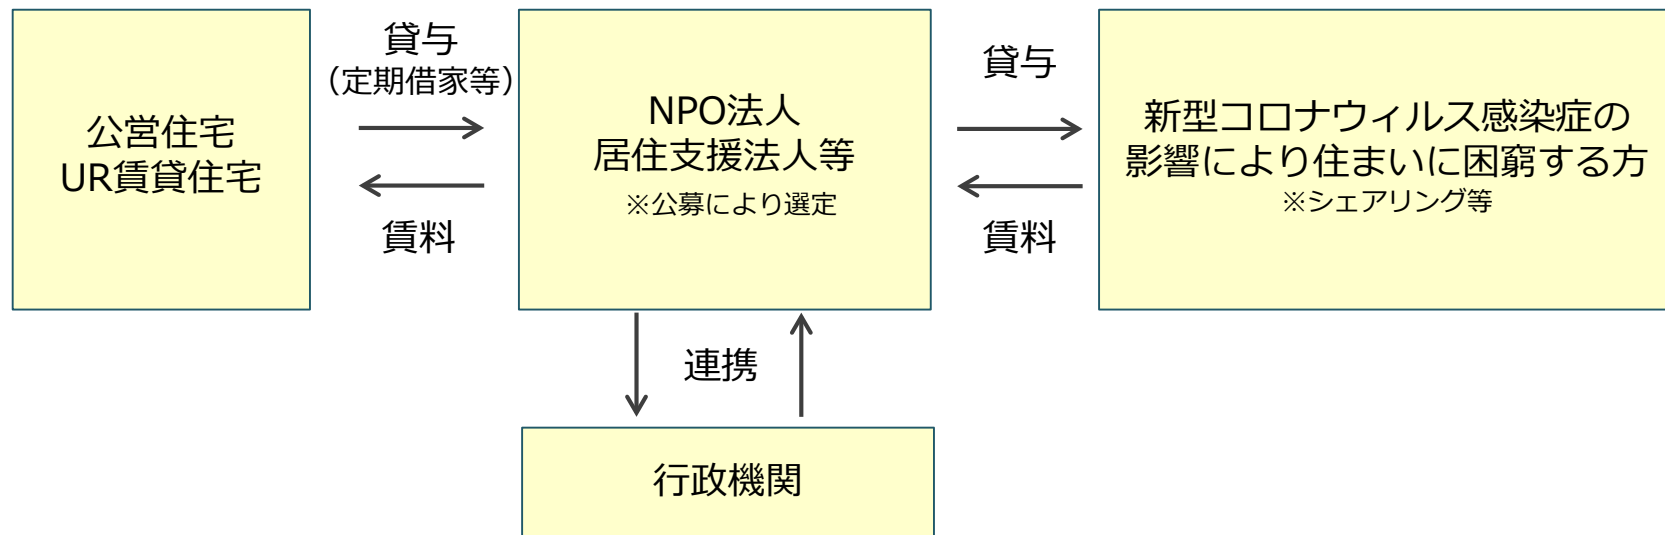 公営住宅
UR賃貸住宅
貸与
（定期借家等）
賃料
NPO法人
居住支援法人等
※公募により選定
貸与
賃料
新型コロナウィルス感染症の
影響により住まいに困窮する方
※シェアリング等
連携
行政機関